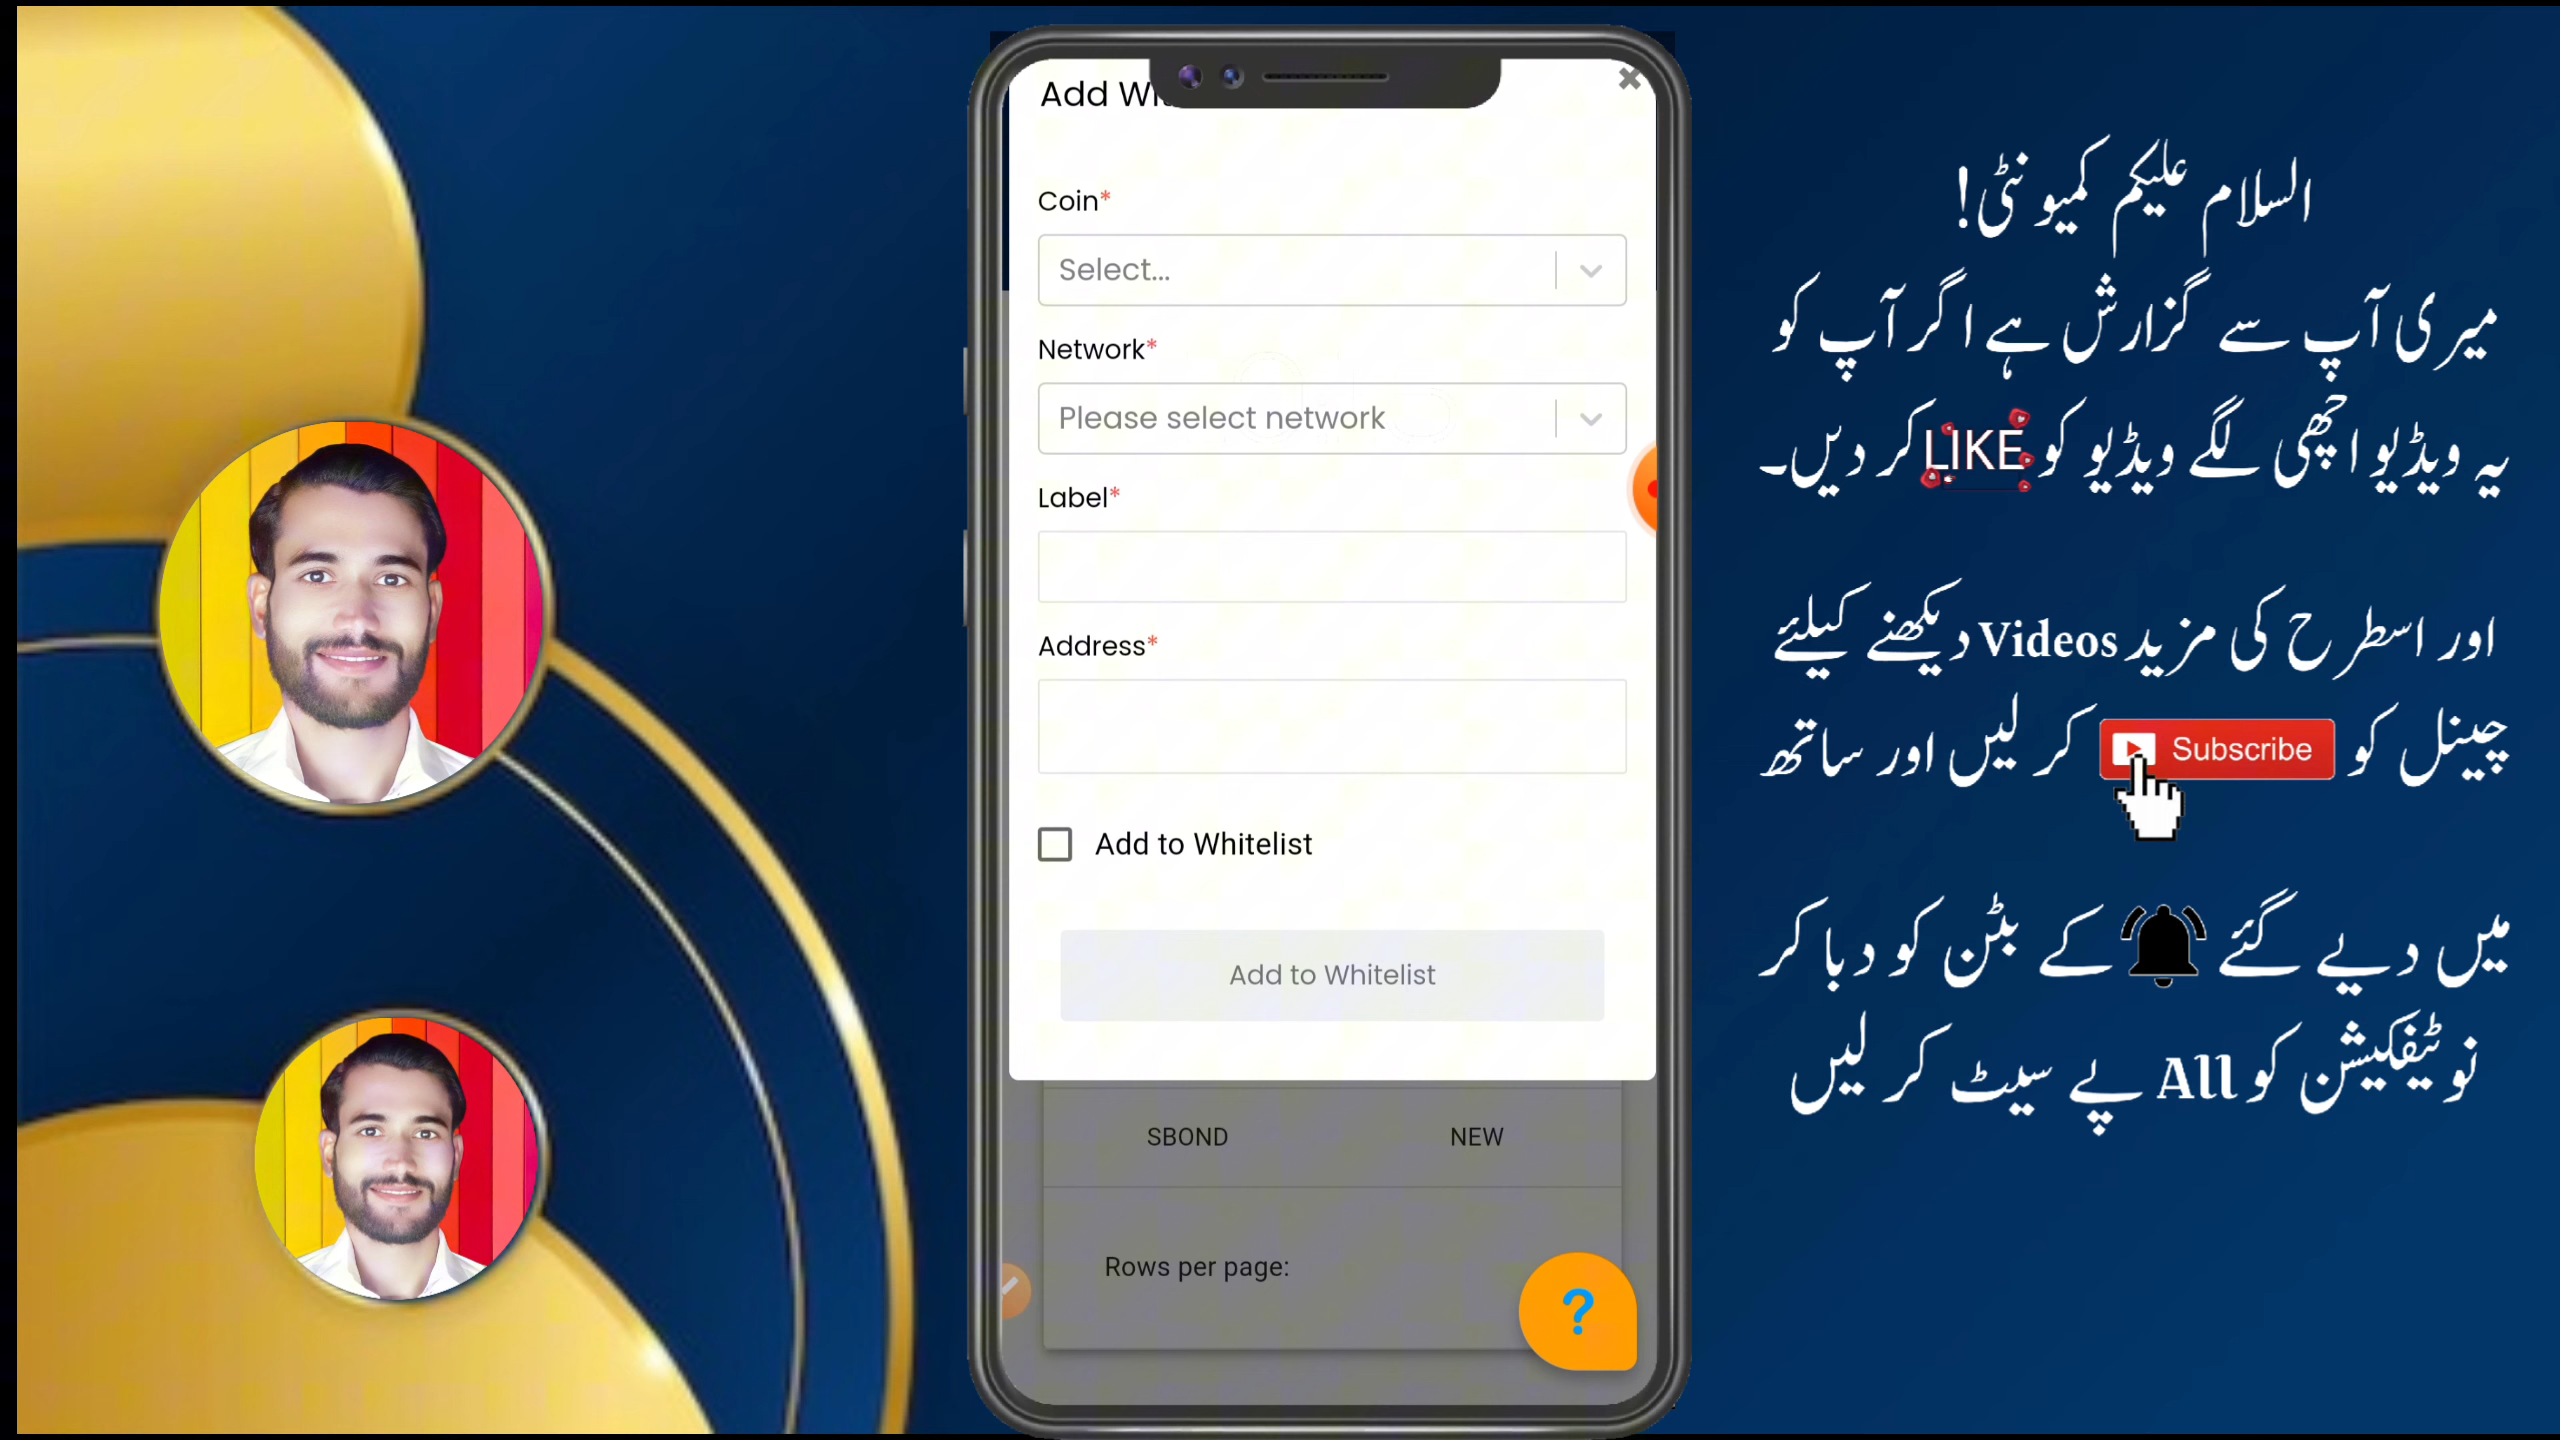 Add Wi
Coin*
Select...
Network*
Please select network
Label*
Address*
Add to Whitelist
Add to Whitelist
SBOND NEW
Rows per page:
?
السلام علیکم کمیونٹی!
میری آپ سے گزارش ہے اگر آپ کو
یہ ویڈیو اچھی لگے ویڈیو کو LIKE کر دیں۔
اور اسطرح کی مزید Videos دیکھنے کیلئے
چینل کو Subscribe کر لیں اور ساتھ
میں دیے گئے کے بٹن کو دبا کر
نوٹیفکیشن کو All پے سیٹ کر لیں